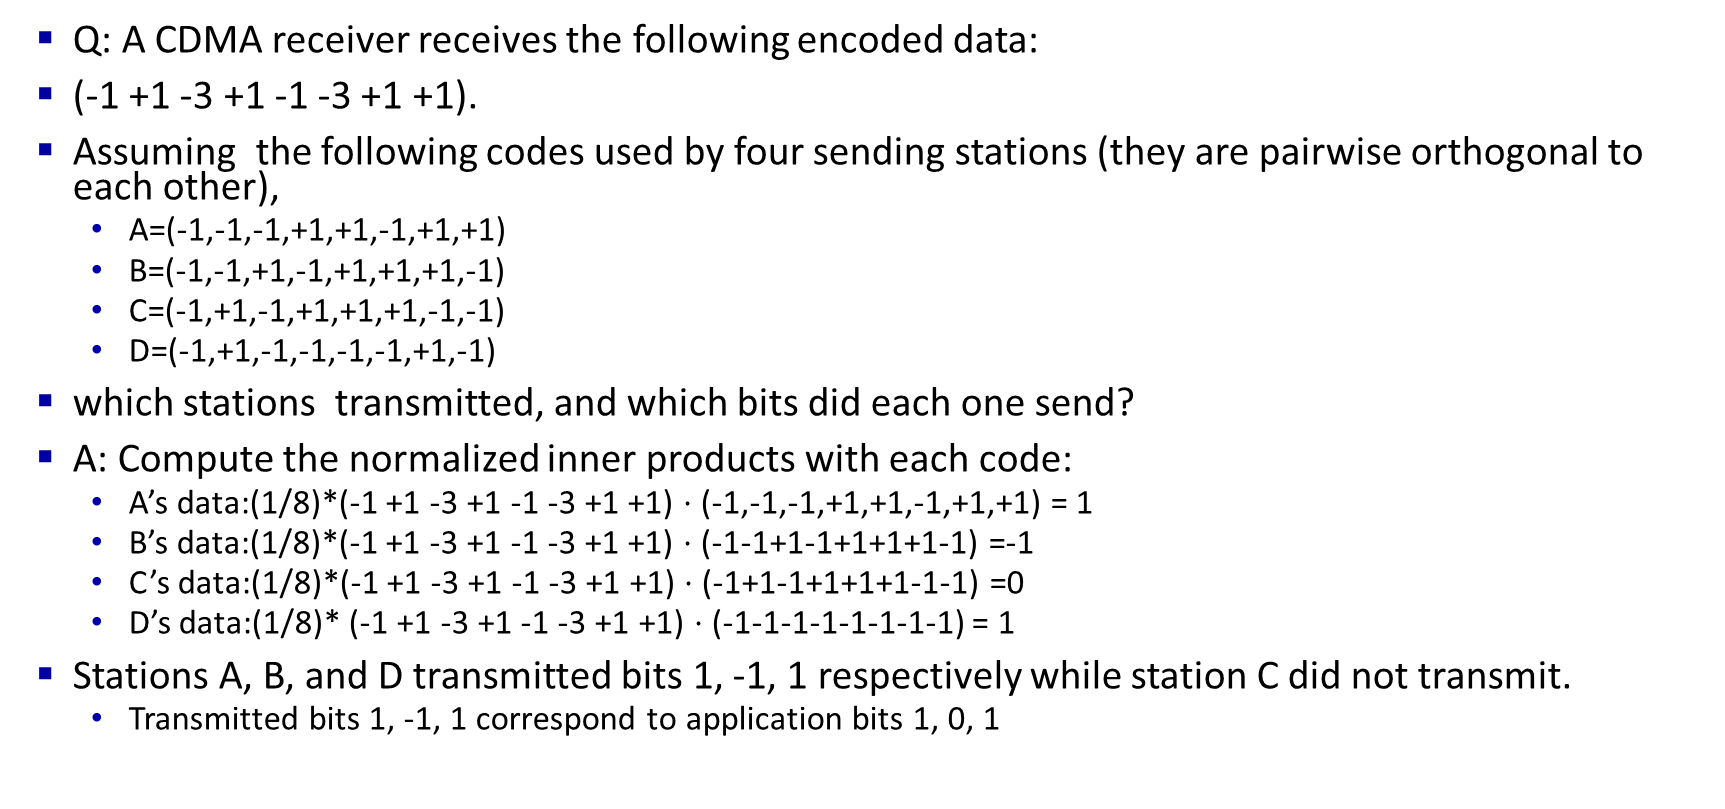 Q: A CDMA receiver receives the following encoded data:
(-1 +1 -3 +1 -1 -3 +1 +1).
Assuming the following codes used by four sending stations (they are pairwise orthogonal to
each other),
A=(-1,-1,-1,+1,+1,-1,+1,+1)
B=(-1,-1,+1,-1,+1,+1,+1,-1)
C=(-1,+1,-1,+1,+1,+1,-1,-1)
D=(-1,+1,-1,-1,-1,-1,+1,-1)
which stations transmitted, and which bits did each one send?
A: Compute the normalized inner products with each code:
A’s data:(1/8)*(-1 +1 -3 +1 -1 -3 +1 +1) · (-1,-1,-1,+1,+1,-1,+1,+1) = 1
B’s data:(1/8)*(-1 +1 -3 +1 -1 -3 +1 +1) · (-1-1+1-1+1+1+1-1) =-1
C’s data:(1/8)*(-1 +1 -3 +1 -1 -3 +1 +1) · (-1+1-1+1+1+1-1-1) =0
D’s data:(1/8)* (-1 +1 -3 +1 -1 -3 +1 +1) · (-1-1-1-1-1-1-1-1) = 1
Stations A, B, and D transmitted bits 1, -1, 1 respectively while station C did not transmit.
Transmitted bits 1, -1, 1 correspond to application bits 1, 0, 1